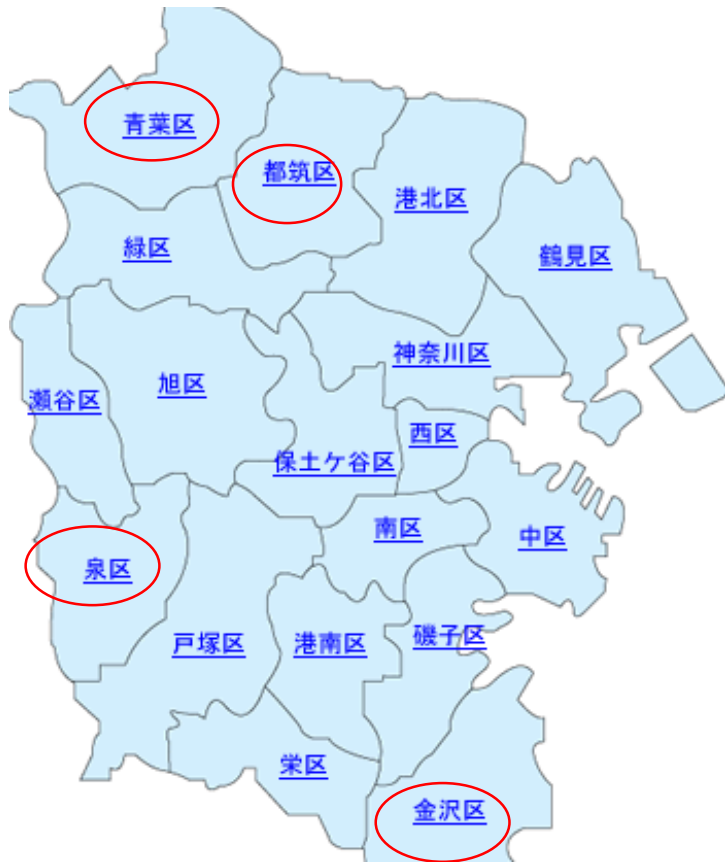 青葉区
都筑区
港北区
緑区
鶴見区
神奈川区
旭区
瀬谷区
西区
保土ケ谷区
南区
中区
泉区
戸塚区
港南区
磯子区
栄区
金沢区